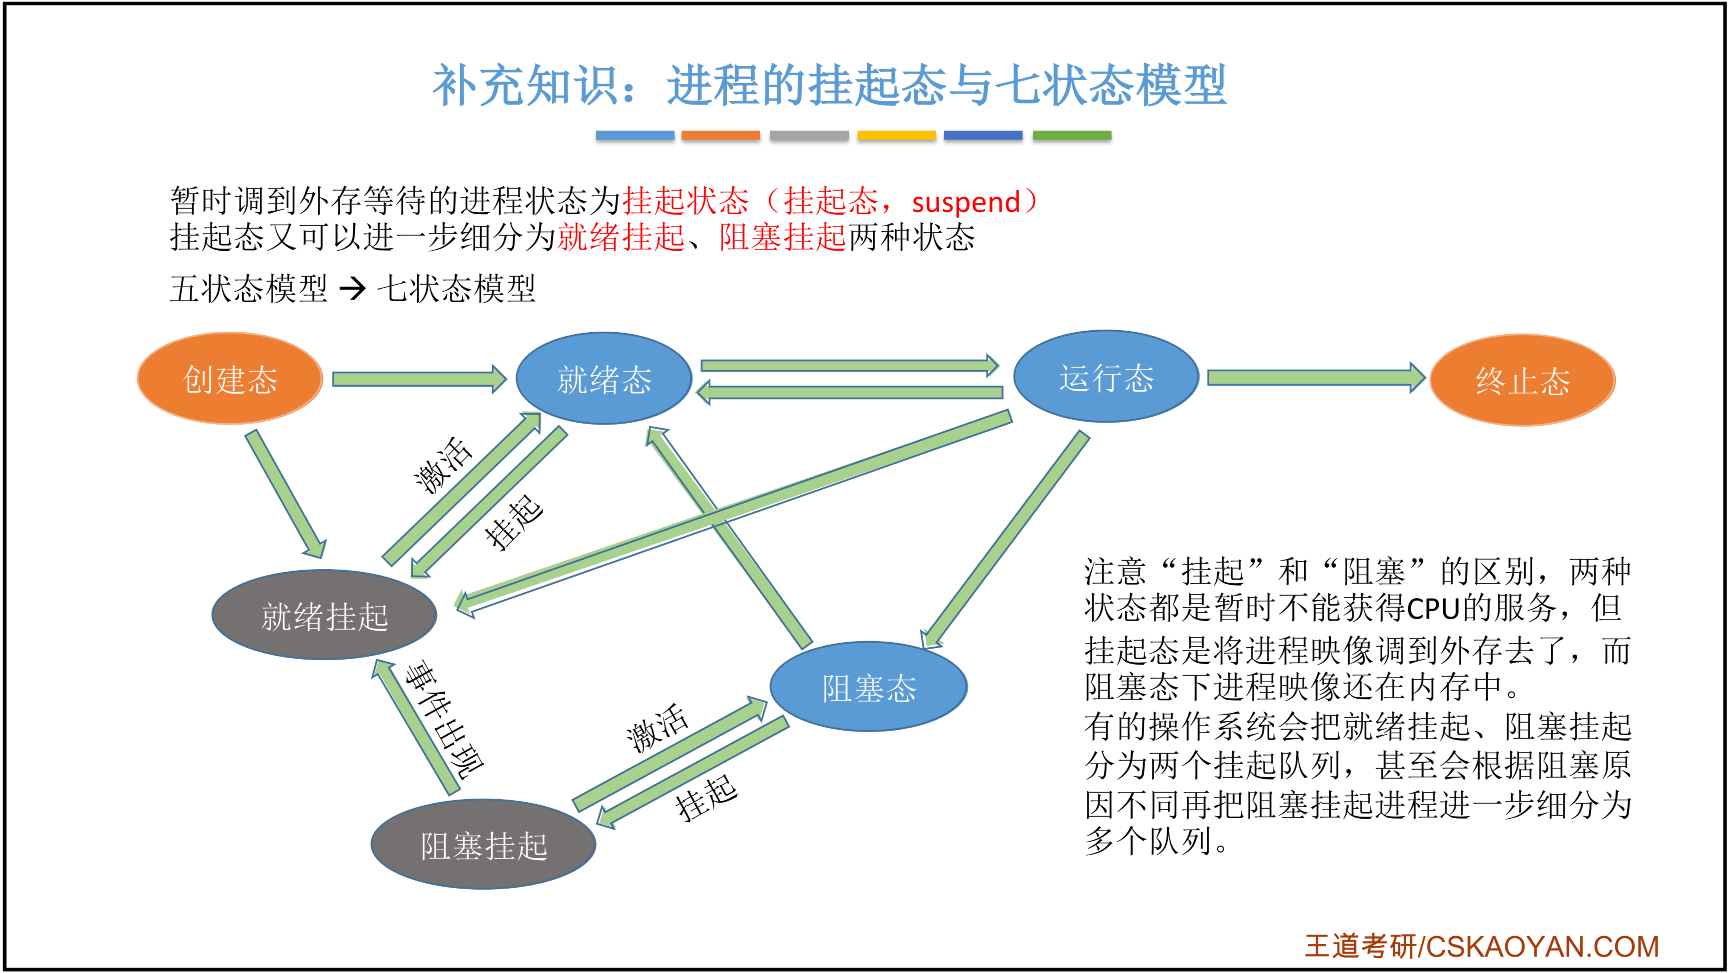 补充知识：进程的挂起态与七状态模型
暂时调到外存等待的进程状态为挂起状态（挂起态，suspend）
挂起态又可以进一步细分为就绪挂起、阻塞挂起两种状态
五状态模型 → 七状态模型
创建态
就绪态
运行态
终止态
激活
挂起
就绪挂起
事件出现
阻塞态
激活
挂起
阻塞挂起
注意“挂起”和“阻塞”的区别，两种
状态都是暂时不能获得CPU的服务，但
挂起态是将进程映像调到外存去了，而
阻塞态下进程映像还在内存中。
有的操作系统会把就绪挂起、阻塞挂起
分为两个挂起队列，甚至会根据阻塞原
因不同再把阻塞挂起进程进一步细分为
多个队列。
王道考研/CSKAOYAN.COM